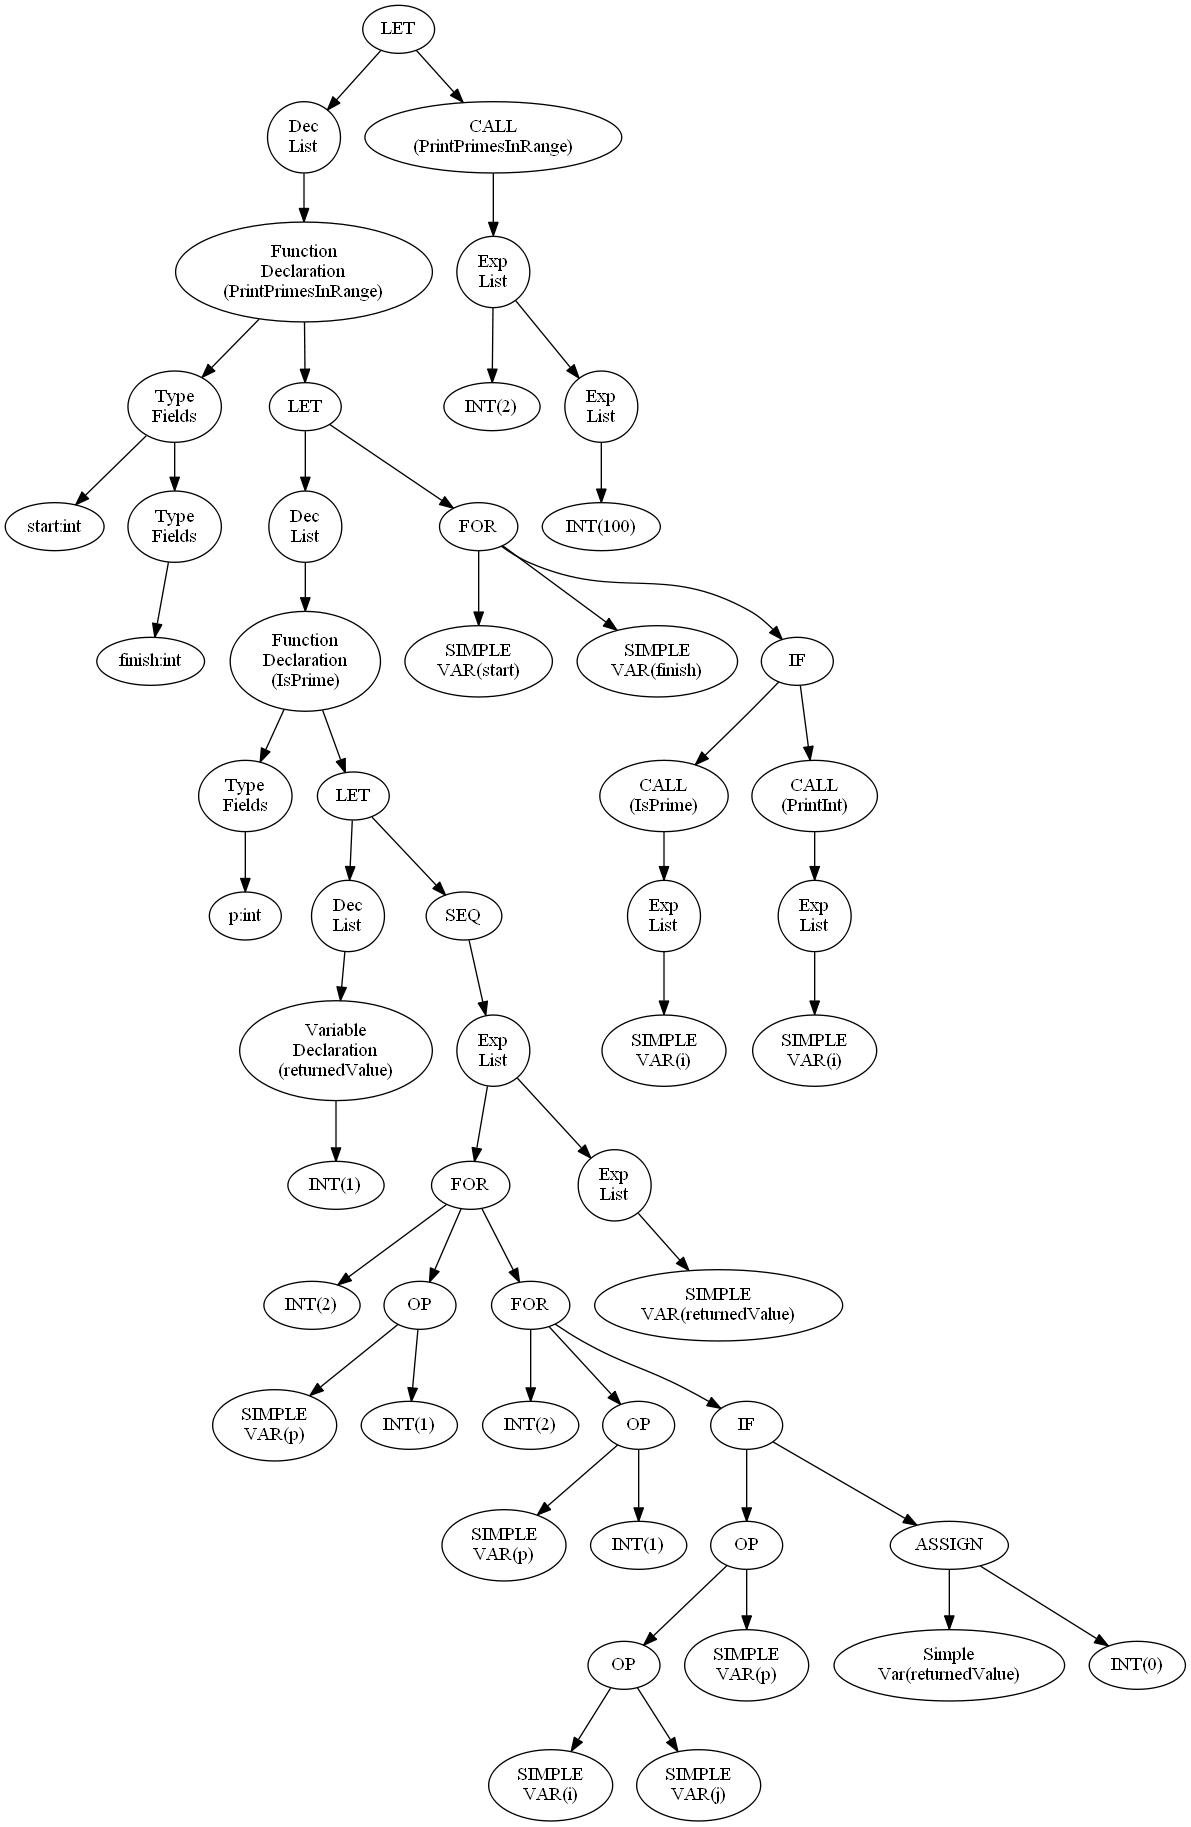 LET
Dec
List
CALL
(PrintPrimesInRange)
Function
Declaration
(PrintPrimesInRange)
Exp
List
Type
Fields
LET
INT(2)
Exp
List
start:int
Type
Fields
Dec
List
FOR
INT(100)
finish:int
Function
Declaration
(IsPrime)
SIMPLE
VAR(start)
SIMPLE
VAR(finish)
IF
Type
Fields
LET
CALL
(IsPrime)
CALL
(PrintInt)
p:int
Dec
List
SEQ
Exp
List
Exp
List
Variable
Declaration
(returnedValue)
Exp
List
SIMPLE
VAR(i)
SIMPLE
VAR(i)
INT(1)
FOR
Exp
List
INT(2)
OP
FOR
SIMPLE
VAR(returnedValue)
SIMPLE
VAR(p)
INT(1)
INT(2)
OP
IF
SIMPLE
VAR(p)
INT(1)
OP
ASSIGN
OP
SIMPLE
VAR(p)
Simple
Var(returnedValue)
INT(0)
SIMPLE
VAR(i)
SIMPLE
VAR(j)